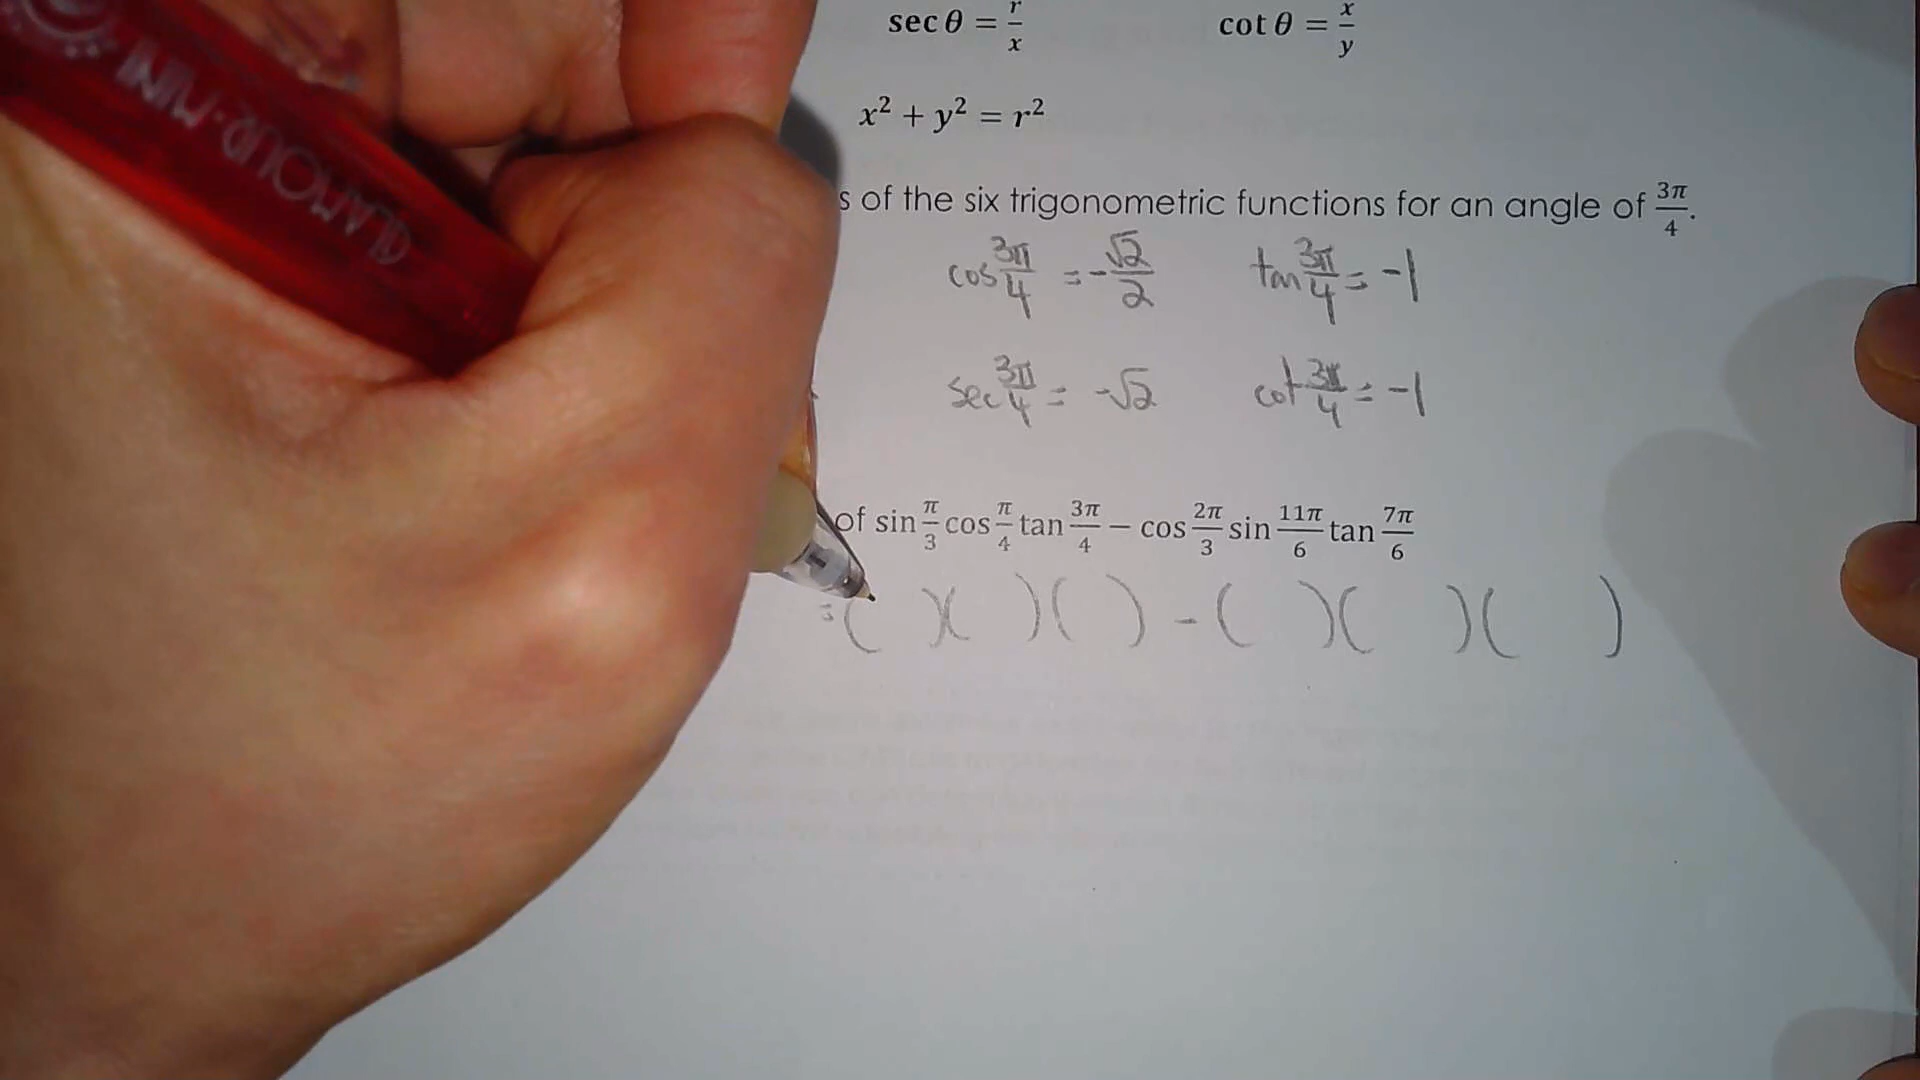 sec θ = r/x cot θ = x/y
x² + y² = r²
s of the six trigonometric functions for an angle of 3π/4.
cos 3π/4 = -√2/2 tan 3π/4 = -1
sec 3π/4 = -√2 cot 3π/4 = -1
of sin π/3 cos π/4 tan 3π/4 − cos 2π/3 sin 11π/6 tan 7π/6
= ( )( )( ) - ( )( )( )
GLAMOUR·MINI